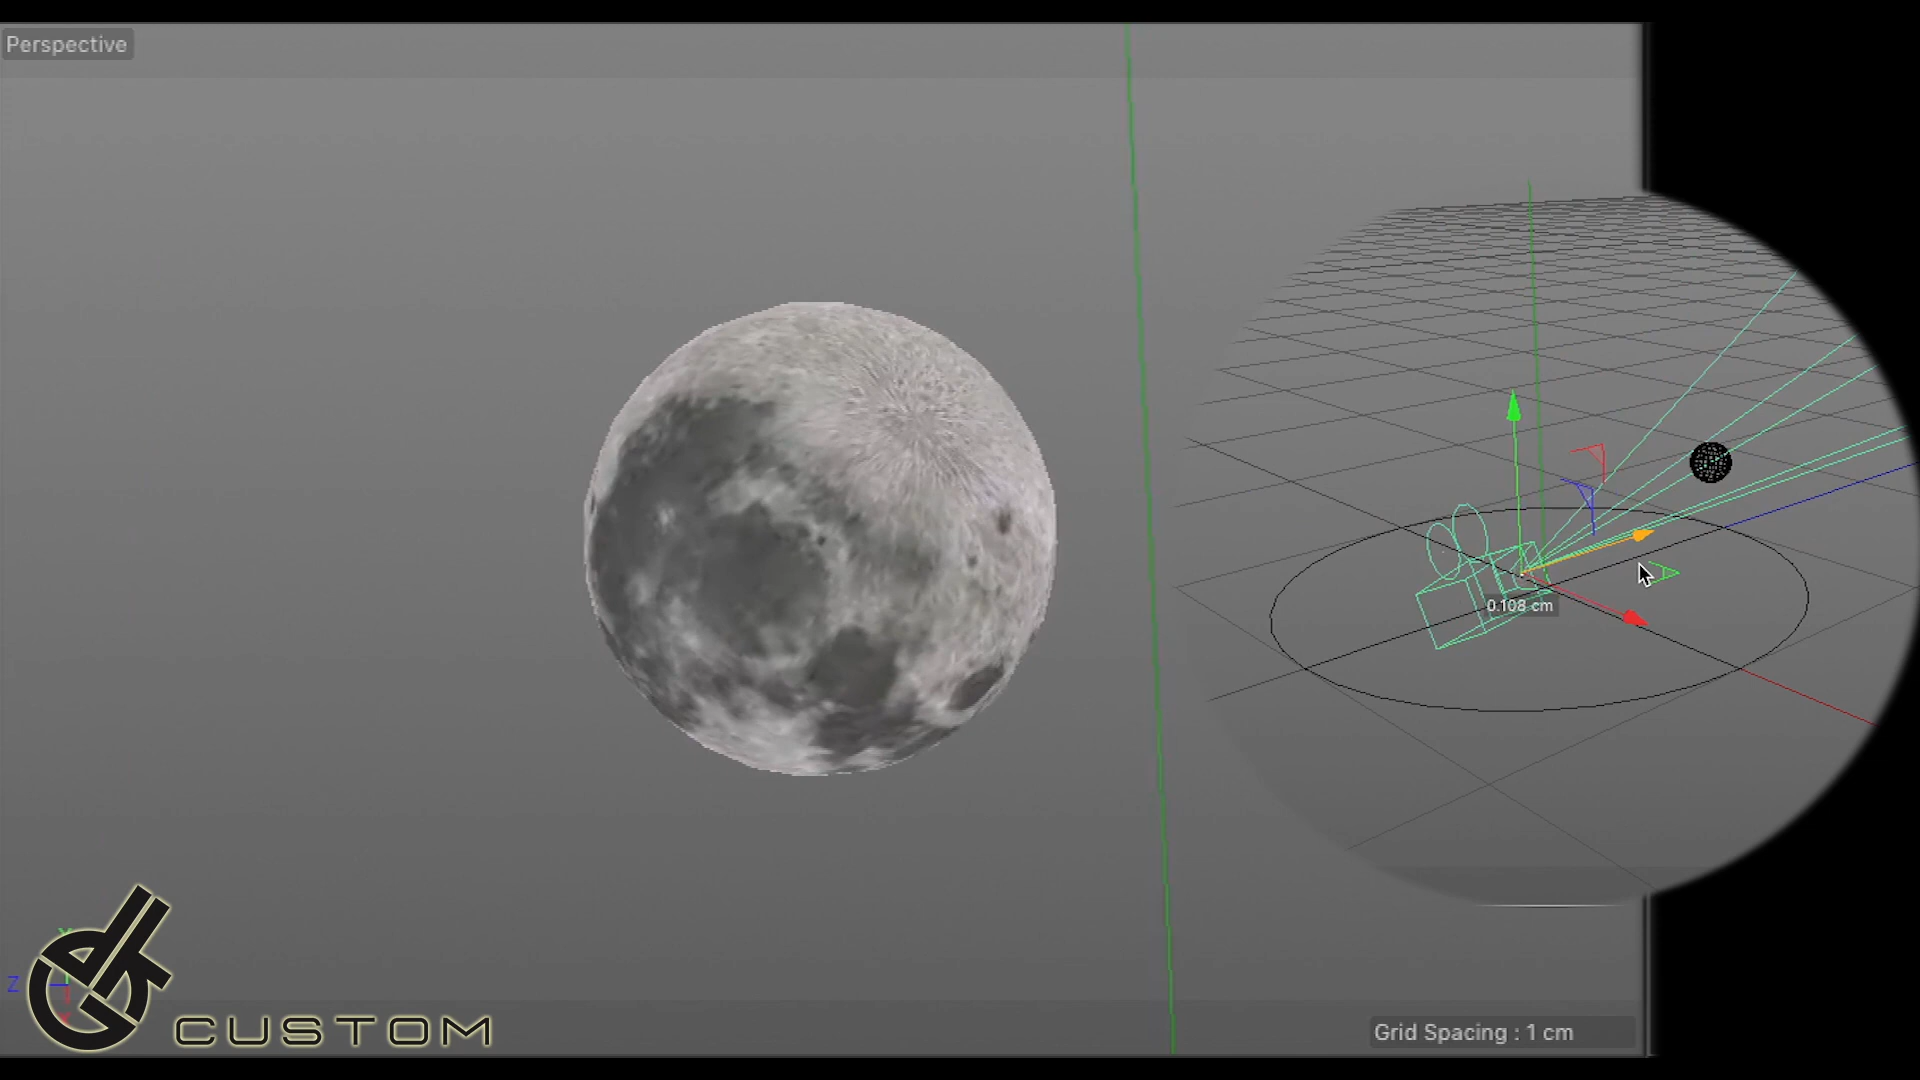 Perspective
0.108 cm
Y
Z
X
CUSTOM
Grid Spacing : 1 cm